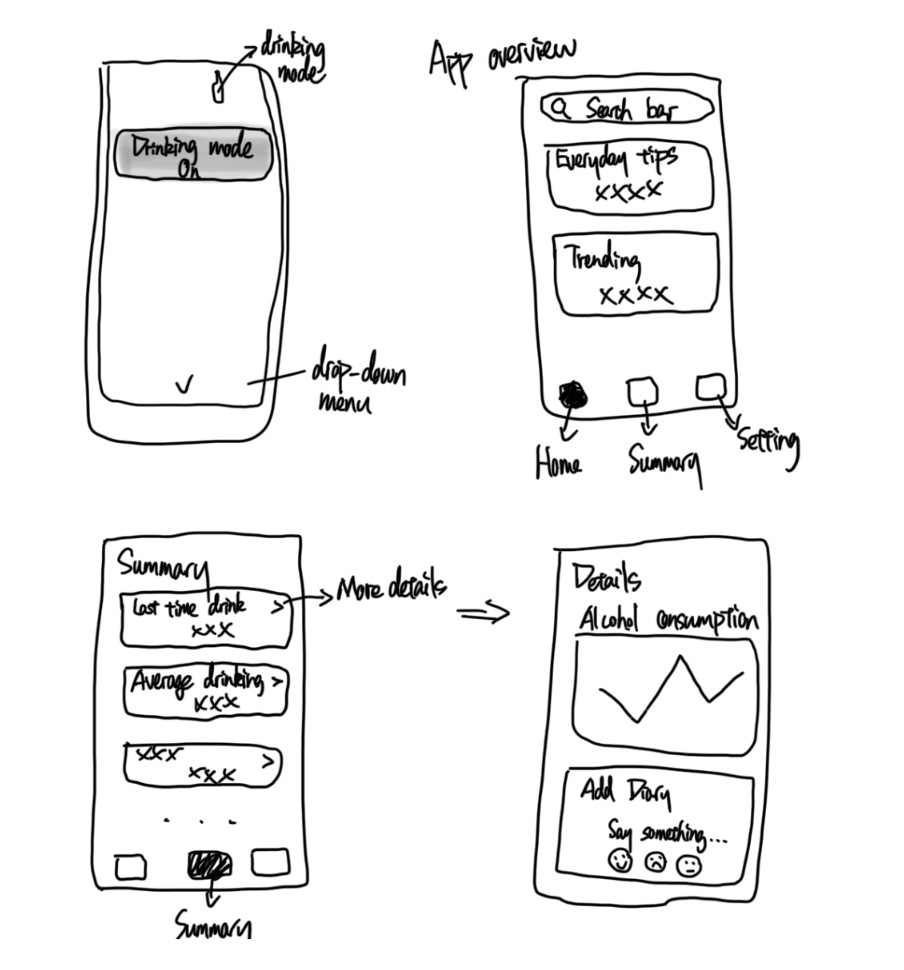 drinking
mode
Drinking mode
On
drop-down
menu
App overview
Search bar
Everyday tips
xxxx
Trending
xxxx
Home
Summary
Setting
Summary
Last time drink >
xxx
More details
Average drinking >
xxx
xxx
xxx >
. . .
Summary
Details
Alcohol consumption
Add Diary
Say something...